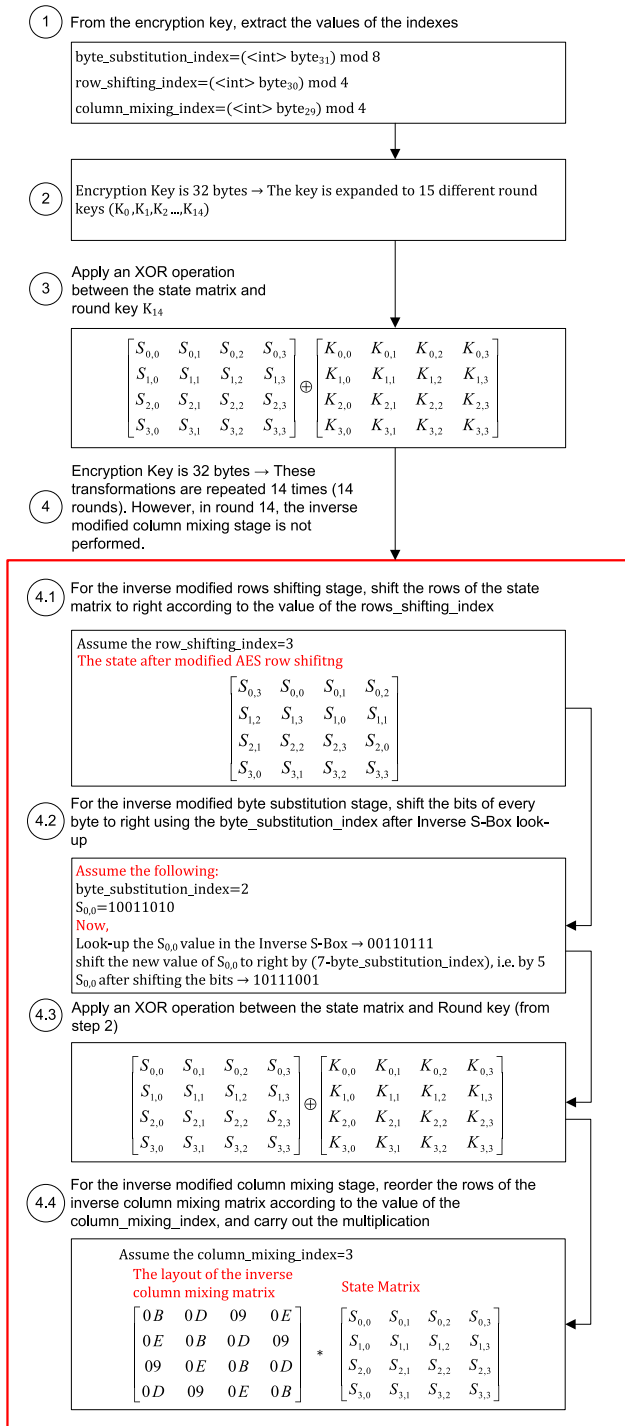 1
From the encryption key, extract the values of the indexes
byte_substitution_index=(<int> byte₃₁) mod 8
row_shifting_index=(<int> byte₃₀) mod 4
column_mixing_index=(<int> byte₂₉) mod 4
2
Encryption Key is 32 bytes → The key is expanded to 15 different round
keys (K₀ ,K₁,K₂ ...,K₁₄)
3
Apply an XOR operation
between the state matrix and
round key K₁₄
S₀,₀ S₀,₁ S₀,₂ S₀,₃ K₀,₀ K₀,₁ K₀,₂ K₀,₃
S₁,₀ S₁,₁ S₁,₂ S₁,₃ ⊕ K₁,₀ K₁,₁ K₁,₂ K₁,₃
S₂,₀ S₂,₁ S₂,₂ S₂,₃ K₂,₀ K₂,₁ K₂,₂ K₂,₃
S₃,₀ S₃,₁ S₃,₂ S₃,₃ K₃,₀ K₃,₁ K₃,₂ K₃,₃
4
Encryption Key is 32 bytes → These
transformations are repeated 14 times (14
rounds). However, in round 14, the inverse
modified column mixing stage is not
performed.
4.1
For the inverse modified rows shifting stage, shift the rows of the state
matrix to right according to the value of the rows_shifting_index
Assume the row_shifting_index=3
The state after modified AES row shifitng
S₀,₃ S₀,₀ S₀,₁ S₀,₂
S₁,₂ S₁,₃ S₁,₀ S₁,₁
S₂,₁ S₂,₂ S₂,₃ S₂,₀
S₃,₀ S₃,₁ S₃,₂ S₃,₃
4.2
For the inverse modified byte substitution stage, shift the bits of every
byte to right using the byte_substitution_index after Inverse S-Box look-
up
Assume the following:
byte_substitution_index=2
S₀,₀=10011010
Now,
Look-up the S₀,₀ value in the Inverse S-Box → 00110111
shift the new value of S₀,₀ to right by (7-byte_substitution_index), i.e. by 5
S₀,₀ after shifting the bits → 10111001
4.3
Apply an XOR operation between the state matrix and Round key (from
step 2)
S₀,₀ S₀,₁ S₀,₂ S₀,₃ K₀,₀ K₀,₁ K₀,₂ K₀,₃
S₁,₀ S₁,₁ S₁,₂ S₁,₃ ⊕ K₁,₀ K₁,₁ K₁,₂ K₁,₃
S₂,₀ S₂,₁ S₂,₂ S₂,₃ K₂,₀ K₂,₁ K₂,₂ K₂,₃
S₃,₀ S₃,₁ S₃,₂ S₃,₃ K₃,₀ K₃,₁ K₃,₂ K₃,₃
4.4
For the inverse modified column mixing stage, reorder the rows of the
inverse column mixing matrix according to the value of the
column_mixing_index, and carry out the multiplication
Assume the column_mixing_index=3
The layout of the inverse
column mixing matrix
State Matrix
0B 0D 09 0E S₀,₀ S₀,₁ S₀,₂ S₀,₃
0E 0B 0D 09 * S₁,₀ S₁,₁ S₁,₂ S₁,₃
09 0E 0B 0D S₂,₀ S₂,₁ S₂,₂ S₂,₃
0D 09 0E 0B S₃,₀ S₃,₁ S₃,₂ S₃,₃